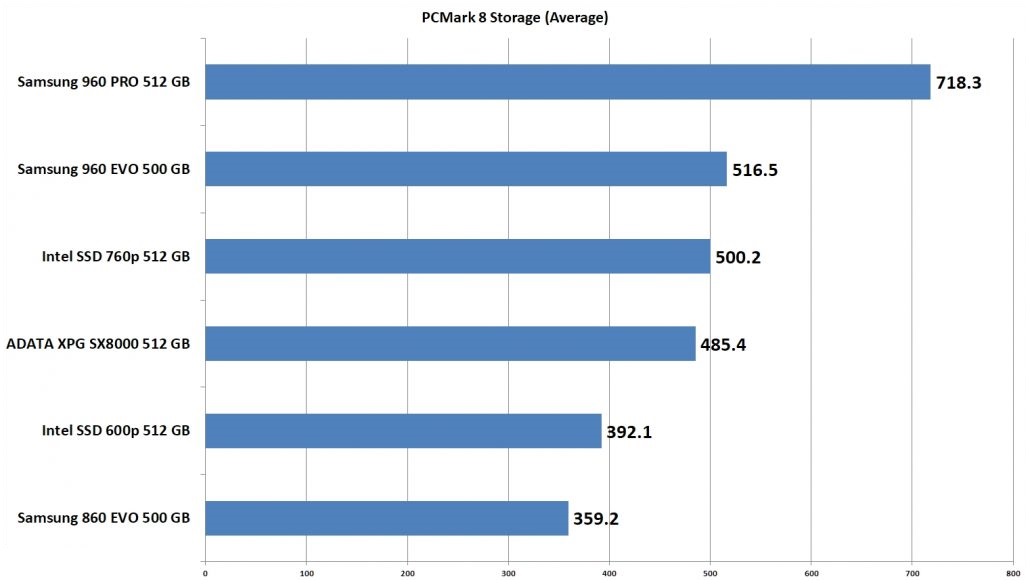 PCMark 8 Storage (Average)
Samsung 960 PRO 512 GB 718.3
Samsung 960 EVO 500 GB 516.5
Intel SSD 760p 512 GB 500.2
ADATA XPG SX8000 512 GB 485.4
Intel SSD 600p 512 GB 392.1
Samsung 860 EVO 500 GB 359.2
0 100 200 300 400 500 600 700 800